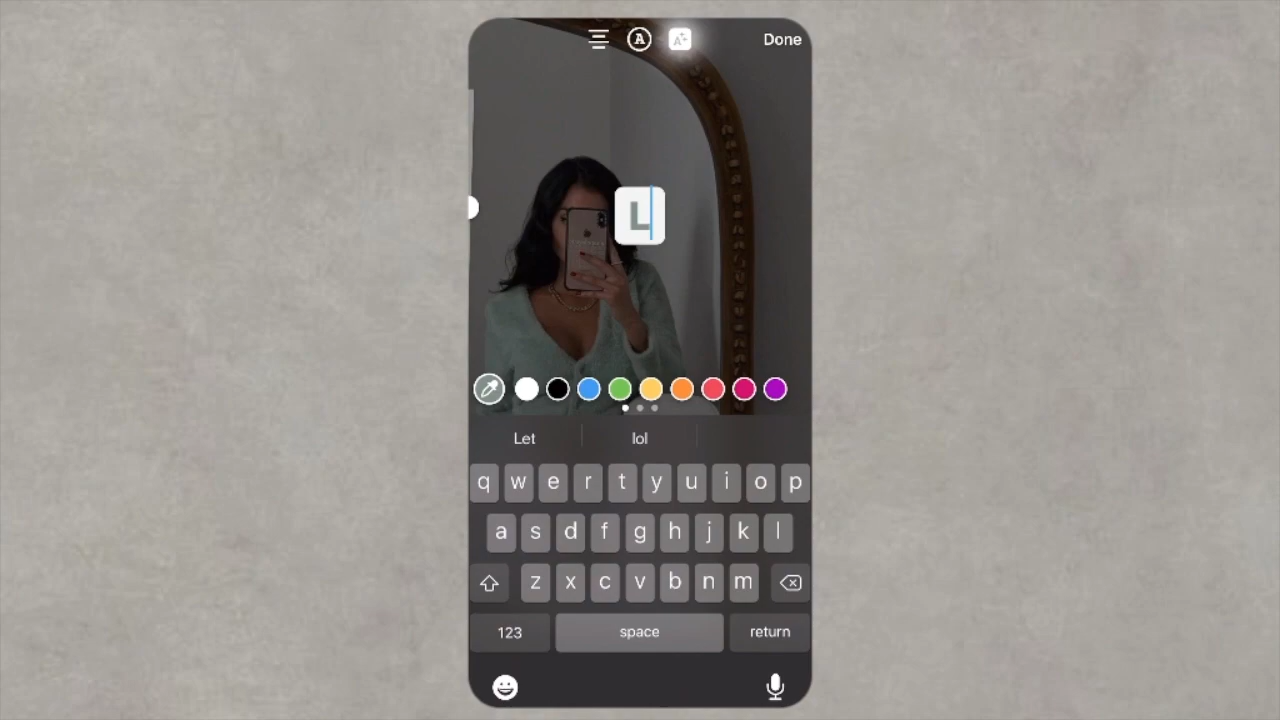 A A+ Done
L
Let lol
q w e r t y u i o p
a s d f g h j k l
z x c v b n m
123 space return